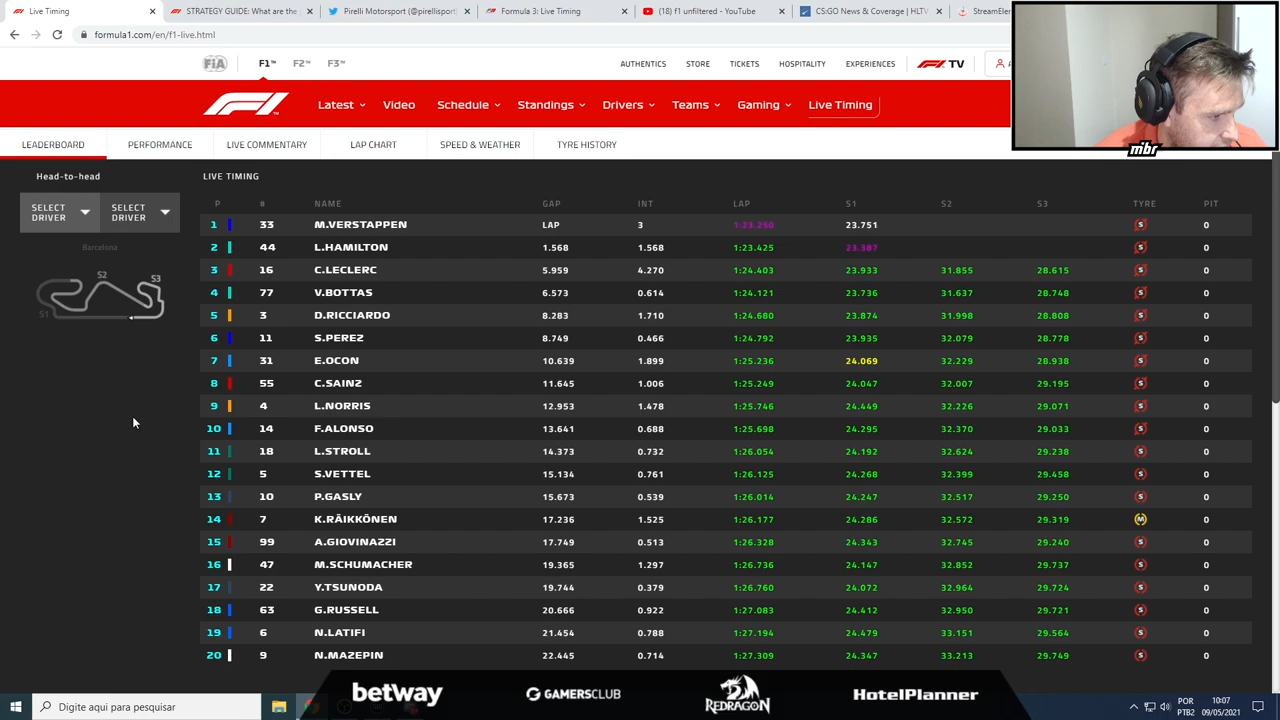 Live Timing
STRATEGY GUIDE: What are the
Pirelli Motorsport (@pirellisport)
Formula 3: Live Timing
(18) f1 unfiltered - YouTube
CS:GO News & Coverage | HLTV
StreamEle
formula1.com/en/f1-live.html
FIA F1™ F2™ F3™ AUTHENTICS STORE TICKETS HOSPITALITY EXPERIENCES F1 TV
F1 Latest Video Schedule Standings Drivers Teams Gaming Live Timing
LEADERBOARD PERFORMANCE LIVE COMMENTARY LAP CHART SPEED & WEATHER TYRE HISTORY
mibr
Head-to-head
SELECT DRIVER SELECT DRIVER
Barcelona
S1 S2 S3
LIVE TIMING
P # NAME GAP INT LAP S1 S2 S3 TYRE PIT
1 33 M.VERSTAPPEN LAP 3 1:23.250 23.751 S 0
2 44 L.HAMILTON 1.568 1.568 1:23.425 23.387 S 0
3 16 C.LECLERC 5.959 4.270 1:24.403 23.933 31.855 28.615 S 0
4 77 V.BOTTAS 6.573 0.614 1:24.121 23.736 31.637 28.748 S 0
5 3 D.RICCIARDO 8.283 1.710 1:24.680 23.874 31.998 28.808 S 0
6 11 S.PEREZ 8.749 0.466 1:24.792 23.935 32.079 28.778 S 0
7 31 E.OCON 10.639 1.899 1:25.236 24.069 32.229 28.938 S 0
8 55 C.SAINZ 11.645 1.006 1:25.249 24.047 32.007 29.195 S 0
9 4 L.NORRIS 12.953 1.478 1:25.746 24.449 32.226 29.071 S 0
10 14 F.ALONSO 13.641 0.688 1:25.698 24.295 32.370 29.033 S 0
11 18 L.STROLL 14.373 0.732 1:26.054 24.192 32.624 29.238 S 0
12 5 S.VETTEL 15.134 0.761 1:26.125 24.268 32.399 29.458 S 0
13 10 P.GASLY 15.673 0.539 1:26.014 24.247 32.517 29.250 S 0
14 7 K.RÄIKKÖNEN 17.236 1.525 1:26.177 24.286 32.572 29.319 M 0
15 99 A.GIOVINAZZI 17.749 0.513 1:26.328 24.343 32.745 29.240 S 0
16 47 M.SCHUMACHER 19.365 1.297 1:26.736 24.147 32.852 29.737 S 0
17 22 Y.TSUNODA 19.744 0.379 1:26.760 24.072 32.964 29.724 S 0
18 63 G.RUSSELL 20.666 0.922 1:27.083 24.412 32.950 29.721 S 0
19 6 N.LATIFI 21.454 0.788 1:27.194 24.479 33.151 29.564 S 0
20 9 N.MAZEPIN 22.445 0.714 1:27.309 24.347 33.213 29.749 S 0
betway GAMERSCLUB REDRAGON HotelPlanner
Digite aqui para pesquisar
POR
PTB2
10:07
09/05/2021